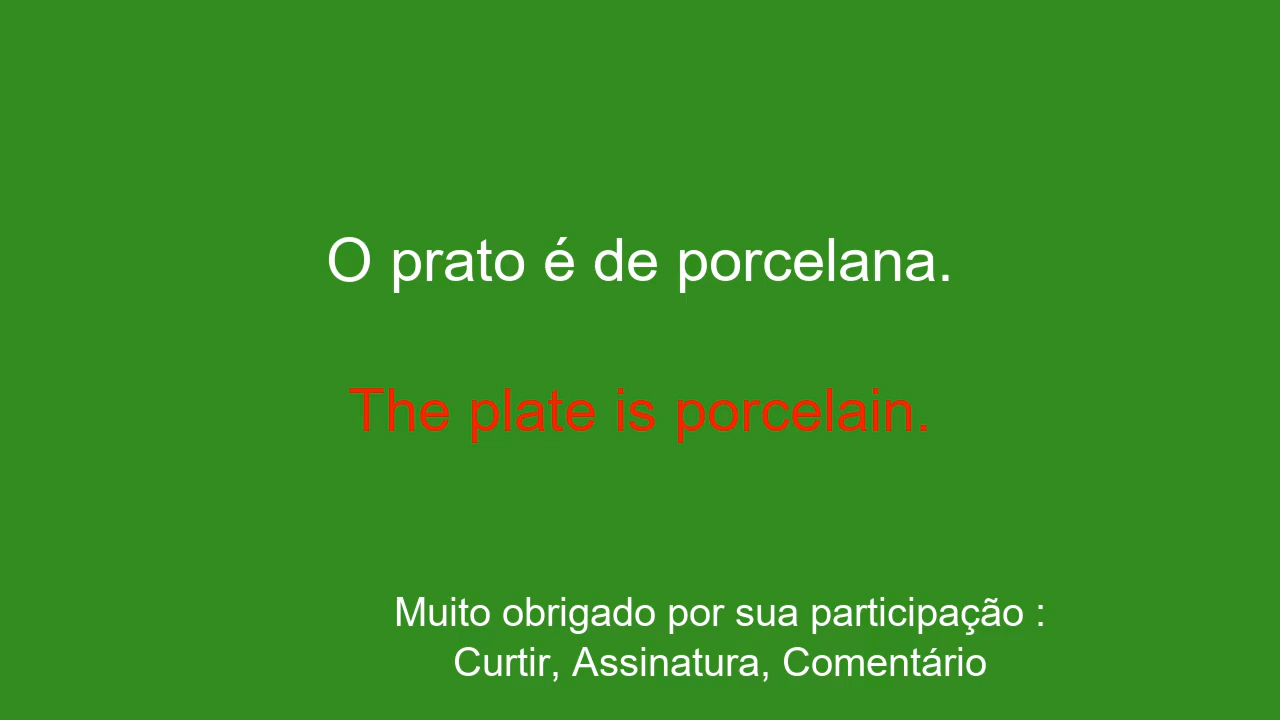 O prato é de porcelana.
The plate is porcelain.
Muito obrigado por sua participação :
Curtir, Assinatura, Comentário